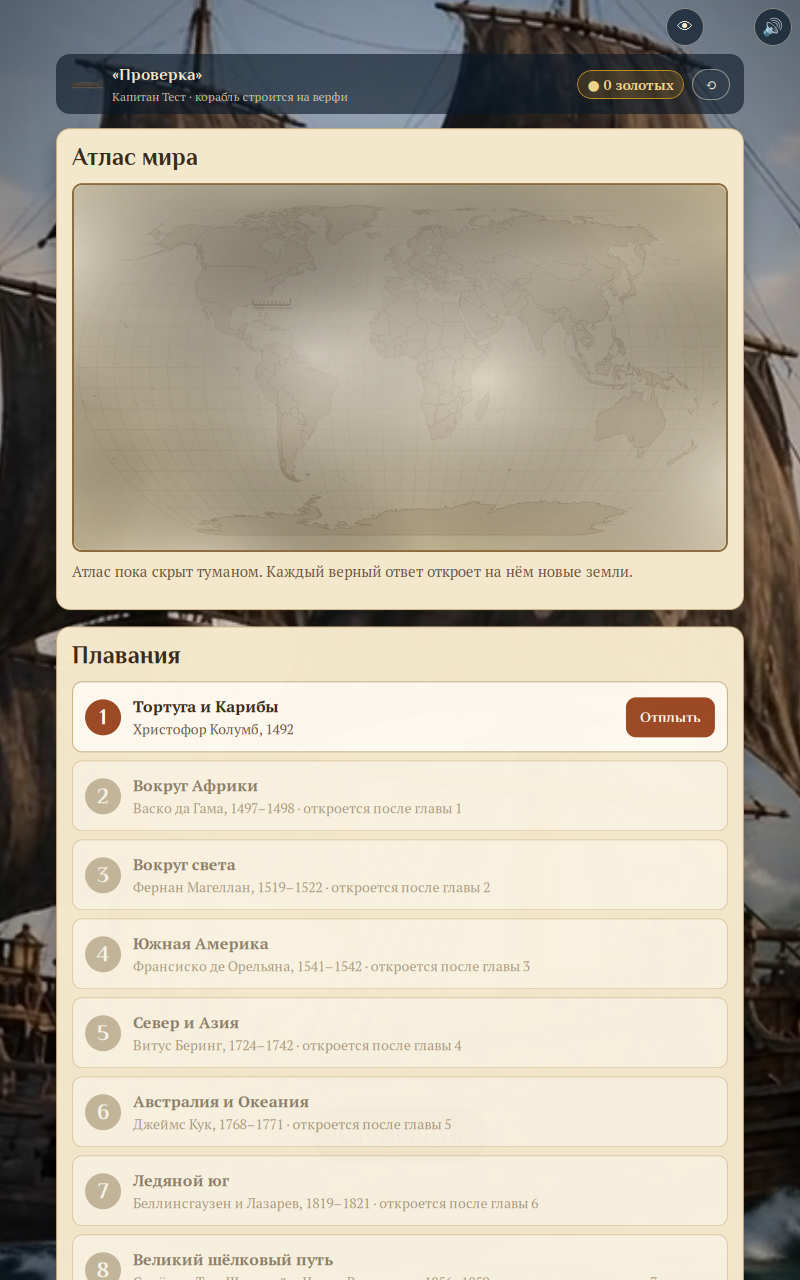 «Проверка»
Капитан Тест · корабль строится на верфи
0 золотых
Атлас мира
Атлас пока скрыт туманом. Каждый верный ответ откроет на нём новые земли.
Плавания
1
Тортуга и Карибы
Христофор Колумб, 1492
Отплыть
2
Вокруг Африки
Васко да Гама, 1497–1498 · откроется после главы 1
3
Вокруг света
Фернан Магеллан, 1519–1522 · откроется после главы 2
4
Южная Америка
Франсиско де Орельяна, 1541–1542 · откроется после главы 3
5
Север и Азия
Витус Беринг, 1724–1742 · откроется после главы 4
6
Австралия и Океания
Джеймс Кук, 1768–1771 · откроется после главы 5
7
Ледяной юг
Беллинсгаузен и Лазарев, 1819–1821 · откроется после главы 6
8
Великий шёлковый путь